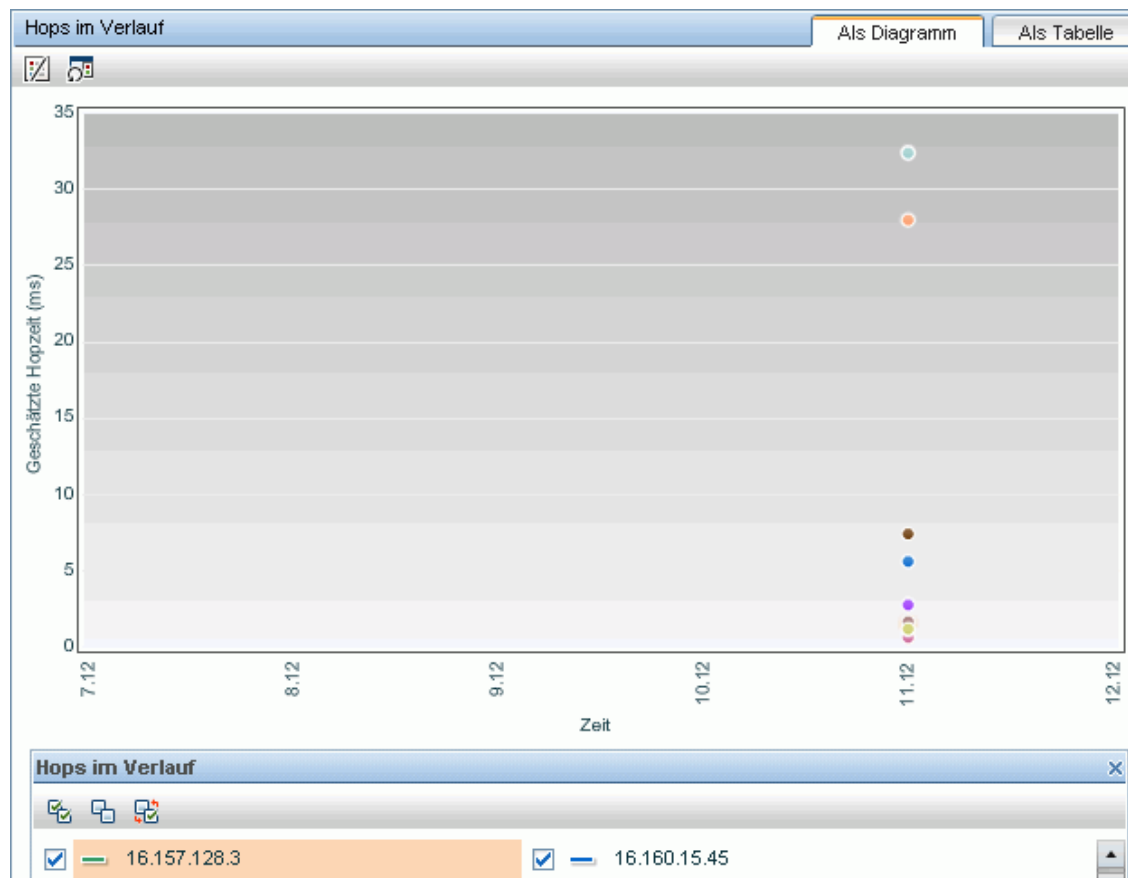 Hops im Verlauf
Als Diagramm
Als Tabelle
35
30
25
20
15
10
5
0
Geschätzte Hopzeit (ms)
7.12
8.12
9.12
10.12
11.12
12.12
Zeit
Hops im Verlauf
16.157.128.3
16.160.15.45